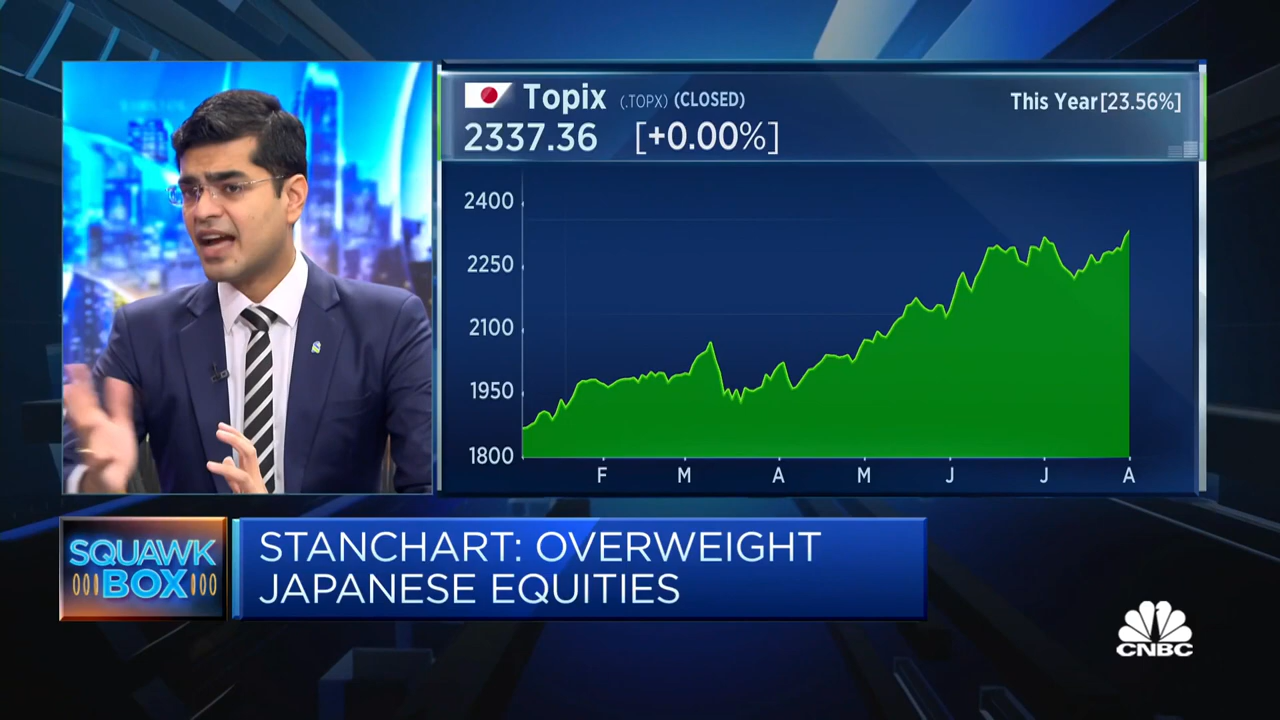 Topix (.TOPX) (CLOSED)
This Year[23.56%]
2337.36 [+0.00%]
2400
2250
2100
1950
1800
F M A M J J A
SQUAWK
BOX
STANCHART: OVERWEIGHT
JAPANESE EQUITIES
CNBC